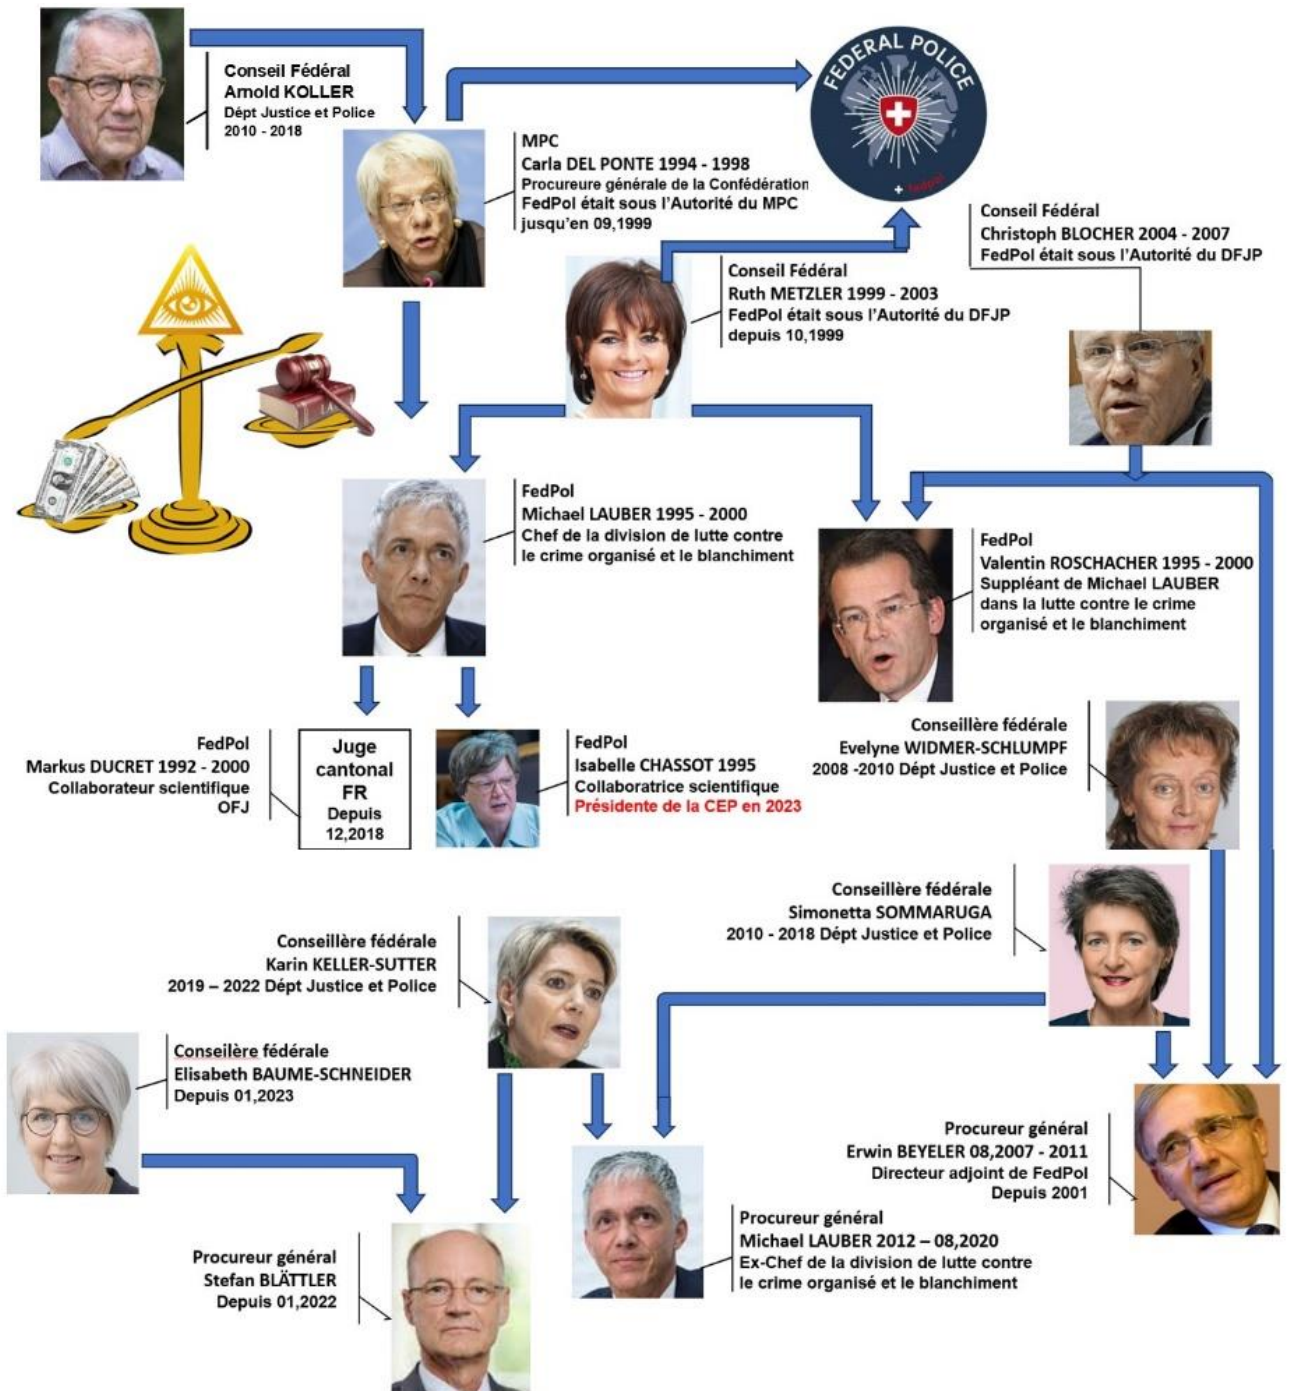 Conseil Fédéral
Arnold KOLLER
Dépt Justice et Police
2010 - 2018
FEDERAL POLICE
fedpol
MPC
Carla DEL PONTE 1994 - 1998
Procureure générale de la Confédération
FedPol était sous l'Autorité du MPC
jusqu'en 09,1999
Conseil Fédéral
Christoph BLOCHER 2004 - 2007
FedPol était sous l'Autorité du DFJP
Conseil Fédéral
Ruth METZLER 1999 - 2003
FedPol était sous l'Autorité du DFJP
depuis 10,1999
FedPol
Michael LAUBER 1995 - 2000
Chef de la division de lutte contre
le crime organisé et le blanchiment
FedPol
Valentin ROSCHACHER 1995 - 2000
Suppléant de Michael LAUBER
dans la lutte contre le crime
organisé et le blanchiment
FedPol
Markus DUCRET 1992 - 2000
Collaborateur scientifique
OFJ
Juge
cantonal
FR
Depuis
12,2018
FedPol
Isabelle CHASSOT 1995
Collaboratrice scientifique
Présidente de la CEP en 2023
Conseillère fédérale
Evelyne WIDMER-SCHLUMPF
2008 -2010 Dépt Justice et Police
Conseillère fédérale
Simonetta SOMMARUGA
2010 - 2018 Dépt Justice et Police
Conseillère fédérale
Karin KELLER-SUTTER
2019 – 2022 Dépt Justice et Police
Conseilère fédérale
Elisabeth BAUME-SCHNEIDER
Depuis 01,2023
Procureur général
Erwin BEYELER 08,2007 - 2011
Directeur adjoint de FedPol
Depuis 2001
Procureur général
Michael LAUBER 2012 – 08,2020
Ex-Chef de la division de lutte contre
le crime organisé et le blanchiment
Procureur général
Stefan BLÄTTLER
Depuis 01,2022